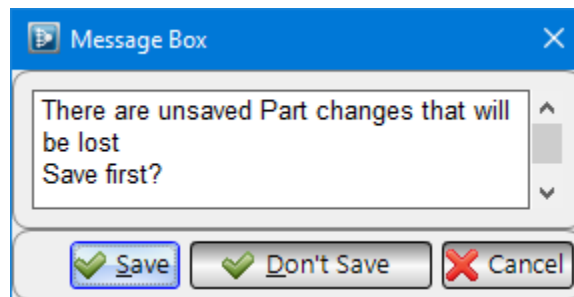 Message Box
There are unsaved Part changes that will
be lost
Save first?
Save Don't Save Cancel